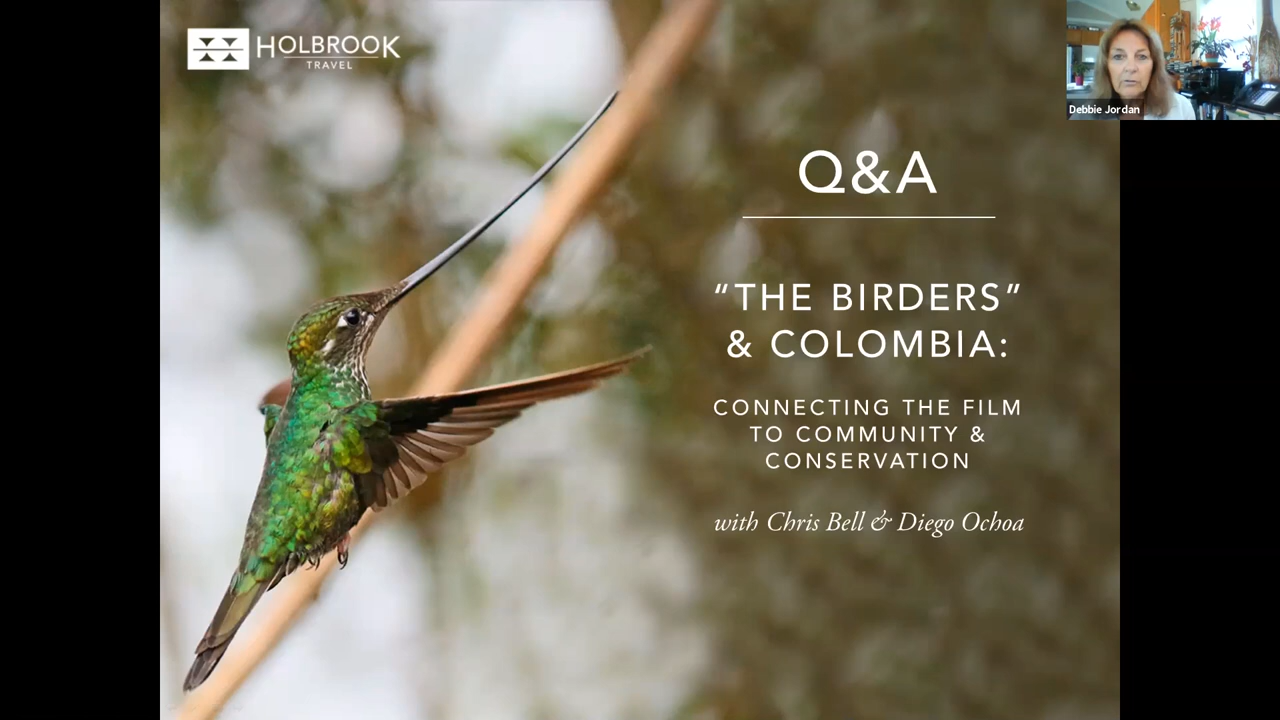 HOLBROOK
TRAVEL
Debbie Jordan
Q&A
“THE BIRDERS”
& COLOMBIA:
CONNECTING THE FILM
TO COMMUNITY &
CONSERVATION
with Chris Bell & Diego Ochoa